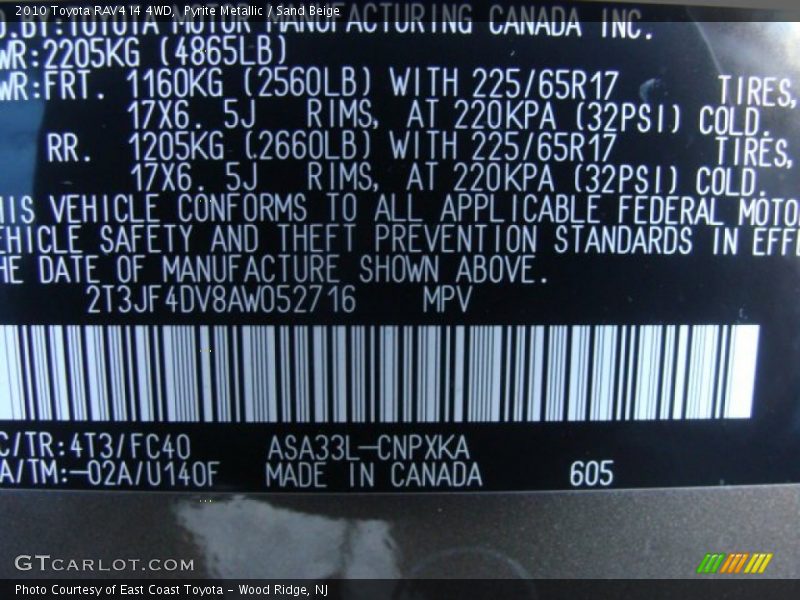 2010 Toyota RAV4 I4 4WD, Pyrite Metallic / Sand Beige
D.BY:TOYOTA MOTOR MANUFACTURING CANADA INC.
WR:2205KG (4865LB)
WR:FRT. 1160KG (2560LB) WITH 225/65R17 TIRES,
17X6. 5J RIMS, AT 220KPA (32PSI) COLD.
RR. 1205KG (2660LB) WITH 225/65R17 TIRES,
17X6. 5J RIMS, AT 220KPA (32PSI) COLD.
HIS VEHICLE CONFORMS TO ALL APPLICABLE FEDERAL MOTO
EHICLE SAFETY AND THEFT PREVENTION STANDARDS IN EFFE
HE DATE OF MANUFACTURE SHOWN ABOVE.
2T3JF4DV8AW052716 MPV
C/TR:4T3/FC40 ASA33L-CNPXKA
A/TM:-02A/U140F MADE IN CANADA 605
GTCARLOT.COM
Photo Courtesy of East Coast Toyota - Wood Ridge, NJ